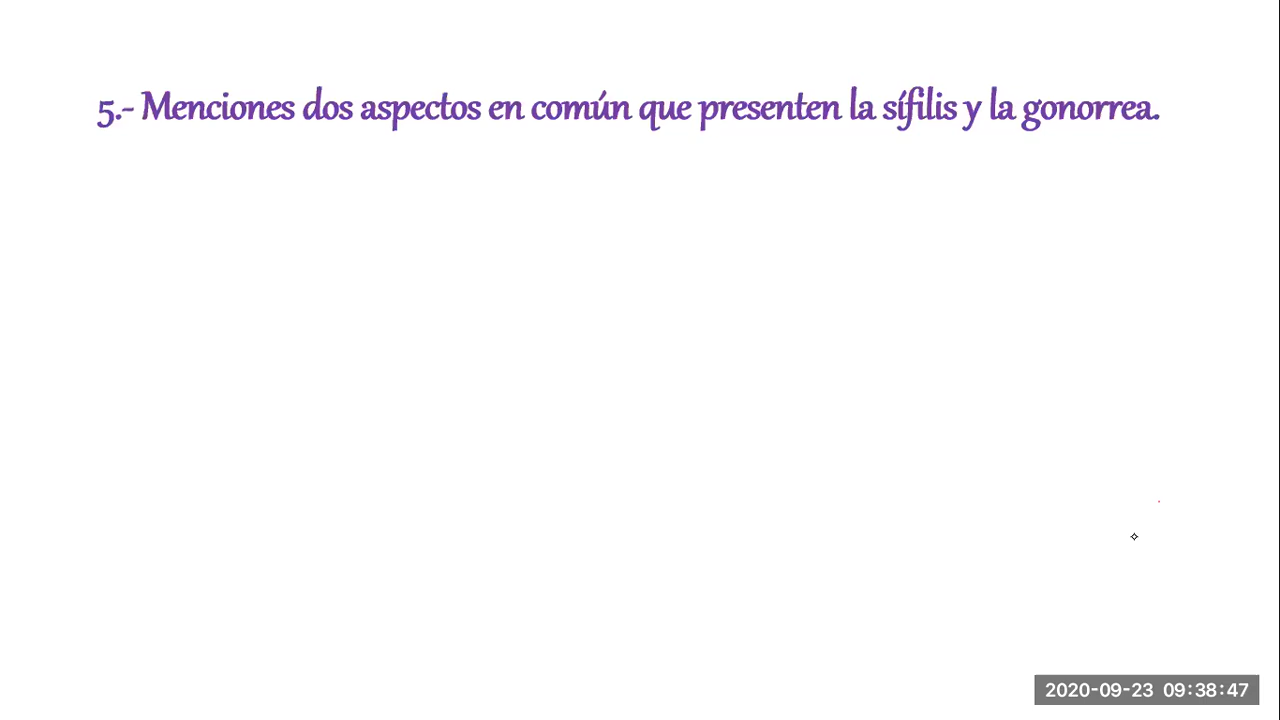 5.- Menciones dos aspectos en común que presenten la sífilis y la gonorrea.
2020-09-23 09:38:47